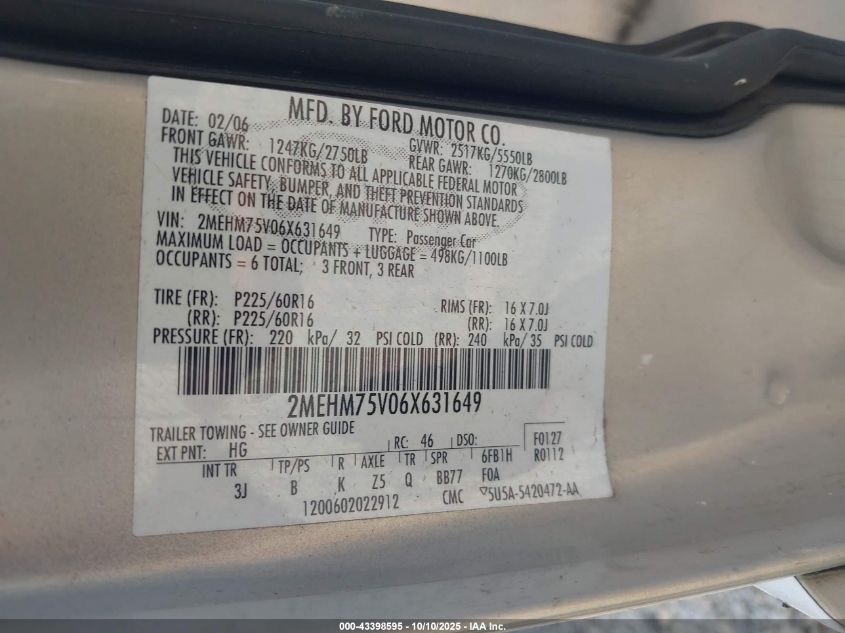 MFD. BY FORD MOTOR CO.
DATE: 02/06 GVWR: 2517KG/5550LB
FRONT GAWR: 1247KG/2750LB REAR GAWR: 1270KG/2800LB
THIS VEHICLE CONFORMS TO ALL APPLICABLE FEDERAL MOTOR
VEHICLE SAFETY, BUMPER, AND THEFT PREVENTION STANDARDS
IN EFFECT ON THE DATE OF MANUFACTURE SHOWN ABOVE.
VIN: 2MEHM75V06X631649 TYPE: Passenger Car
MAXIMUM LOAD = OCCUPANTS + LUGGAGE = 498KG/1100LB
OCCUPANTS = 6 TOTAL; 3 FRONT, 3 REAR
TIRE (FR): P225/60R16 RIMS (FR): 16 X 7.0J
(RR): P225/60R16 (RR): 16 X 7.0J
PRESSURE (FR): 220 kPa/ 32 PSI COLD (RR): 240 kPa/ 35 PSI COLD
2MEHM75V06X631649
TRAILER TOWING - SEE OWNER GUIDE
EXT PNT: HG RC: 46 DSO: F0127
INT TR TP/PS R AXLE TR SPR 6FB1H R0112
3J B K Z5 Q BB77 FOA
1200602022912 CMC ▽5U5A-5420472-AA
000-43398595 - 10/10/2025 - IAA Inc.